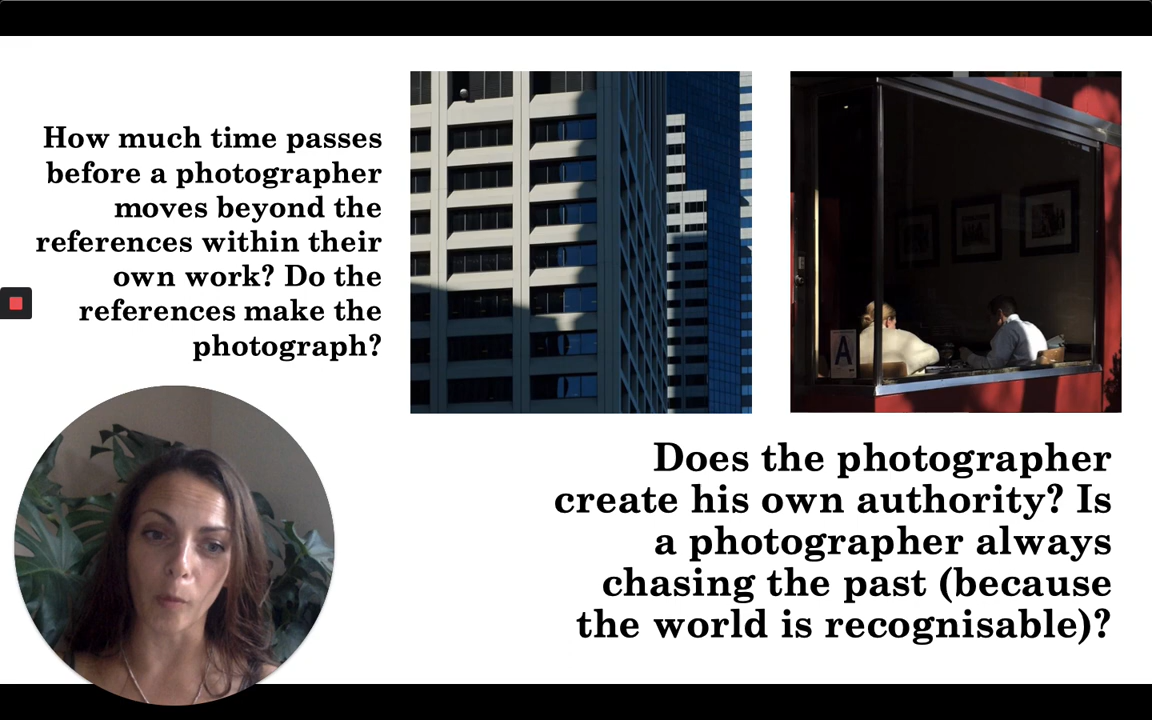 How much time passes
before a photographer
moves beyond the
references within their
own work? Do the
references make the
photograph?
A
Does the photographer
create his own authority? Is
a photographer always
chasing the past (because
the world is recognisable)?